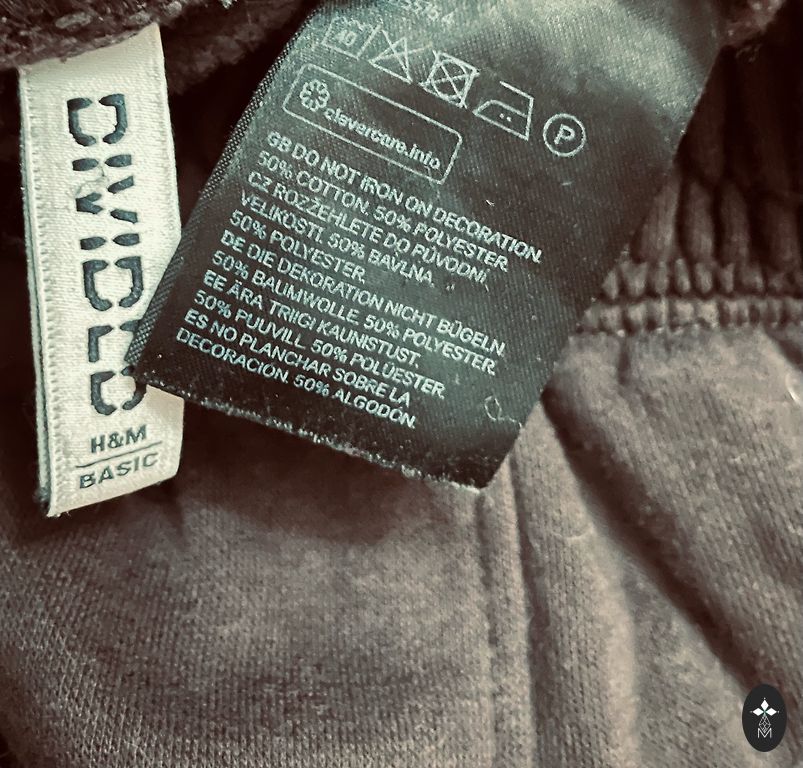 DIVIDED
H&M
BASIC
5576 4
40
P
clevercare.info
GB DO NOT IRON ON DECORATION.
50% COTTON. 50% POLYESTER.
CZ ROZŽEHLETE DO PŮVODNÍ
VELIKOSTI. 50% BAVLNA.
50% POLYESTER.
DE DIE DEKORATION NICHT BÜGELN.
50% BAUMWOLLE. 50% POLYESTER.
EE ÄRA TRIIGI KAUNISTUST.
50% PUUVILL. 50% POLÜESTER.
ES NO PLANCHAR SOBRE LA
DECORACIÓN. 50% ALGODÓN.
M